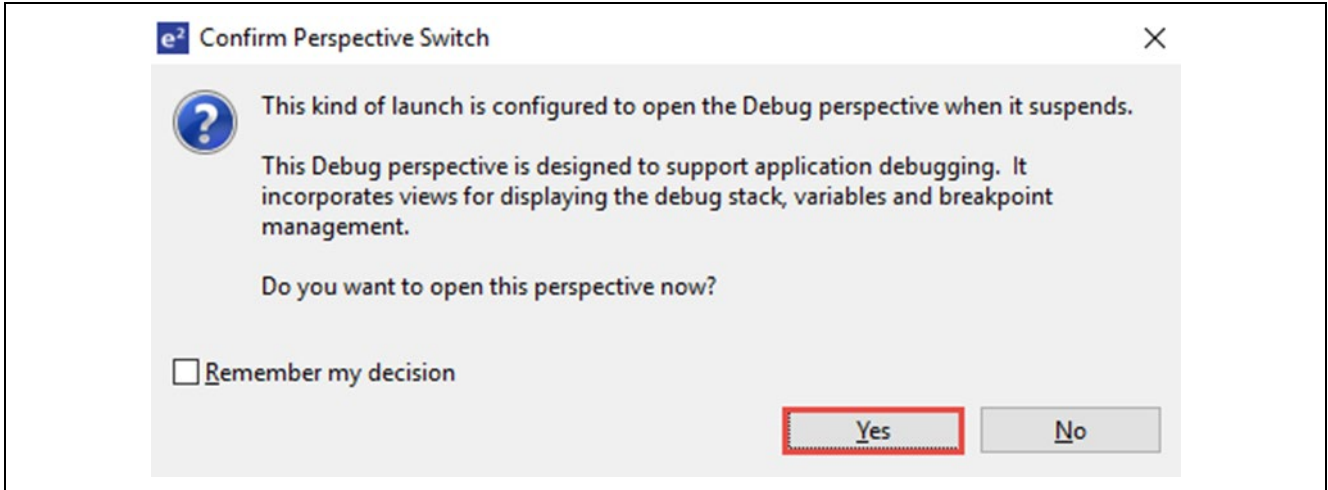 e² Confirm Perspective Switch
This kind of launch is configured to open the Debug perspective when it suspends.
This Debug perspective is designed to support application debugging. It
incorporates views for displaying the debug stack, variables and breakpoint
management.
Do you want to open this perspective now?
Remember my decision
Yes No